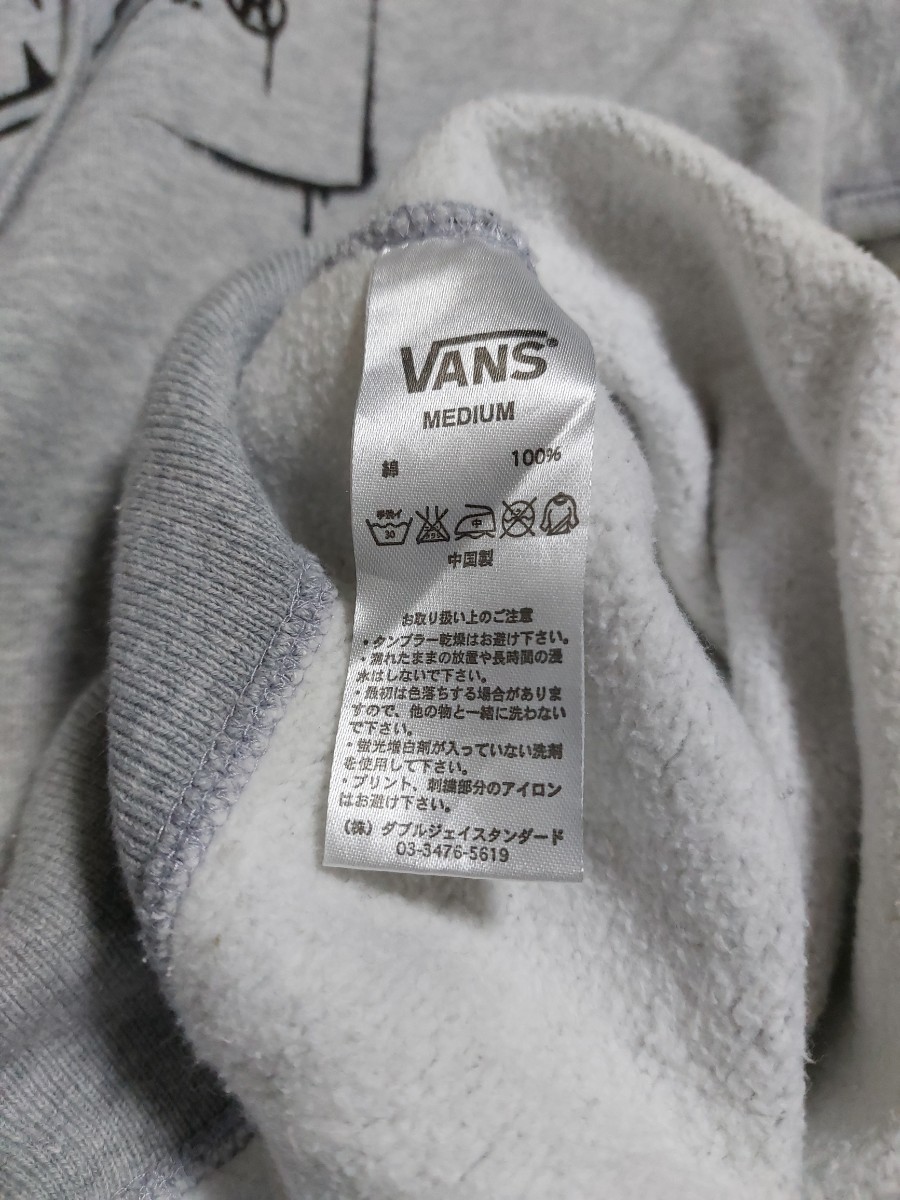 VANS®
MEDIUM
綿 100%
手洗イ
30
中
中国製
お取り扱い上のご注意
・タンブラー乾燥はお避け下さい。
・濡れたままの放置や長時間の浸
水はしないで下さい。
・最初は色落ちする場合がありま
すので、他の物と一緒に洗わない
で下さい。
・蛍光増白剤が入っていない洗剤
を使用して下さい。
・プリント、刺繍部分のアイロン
はお避け下さい。
（株）ダブルジェイスタンダード
03-3476-5619